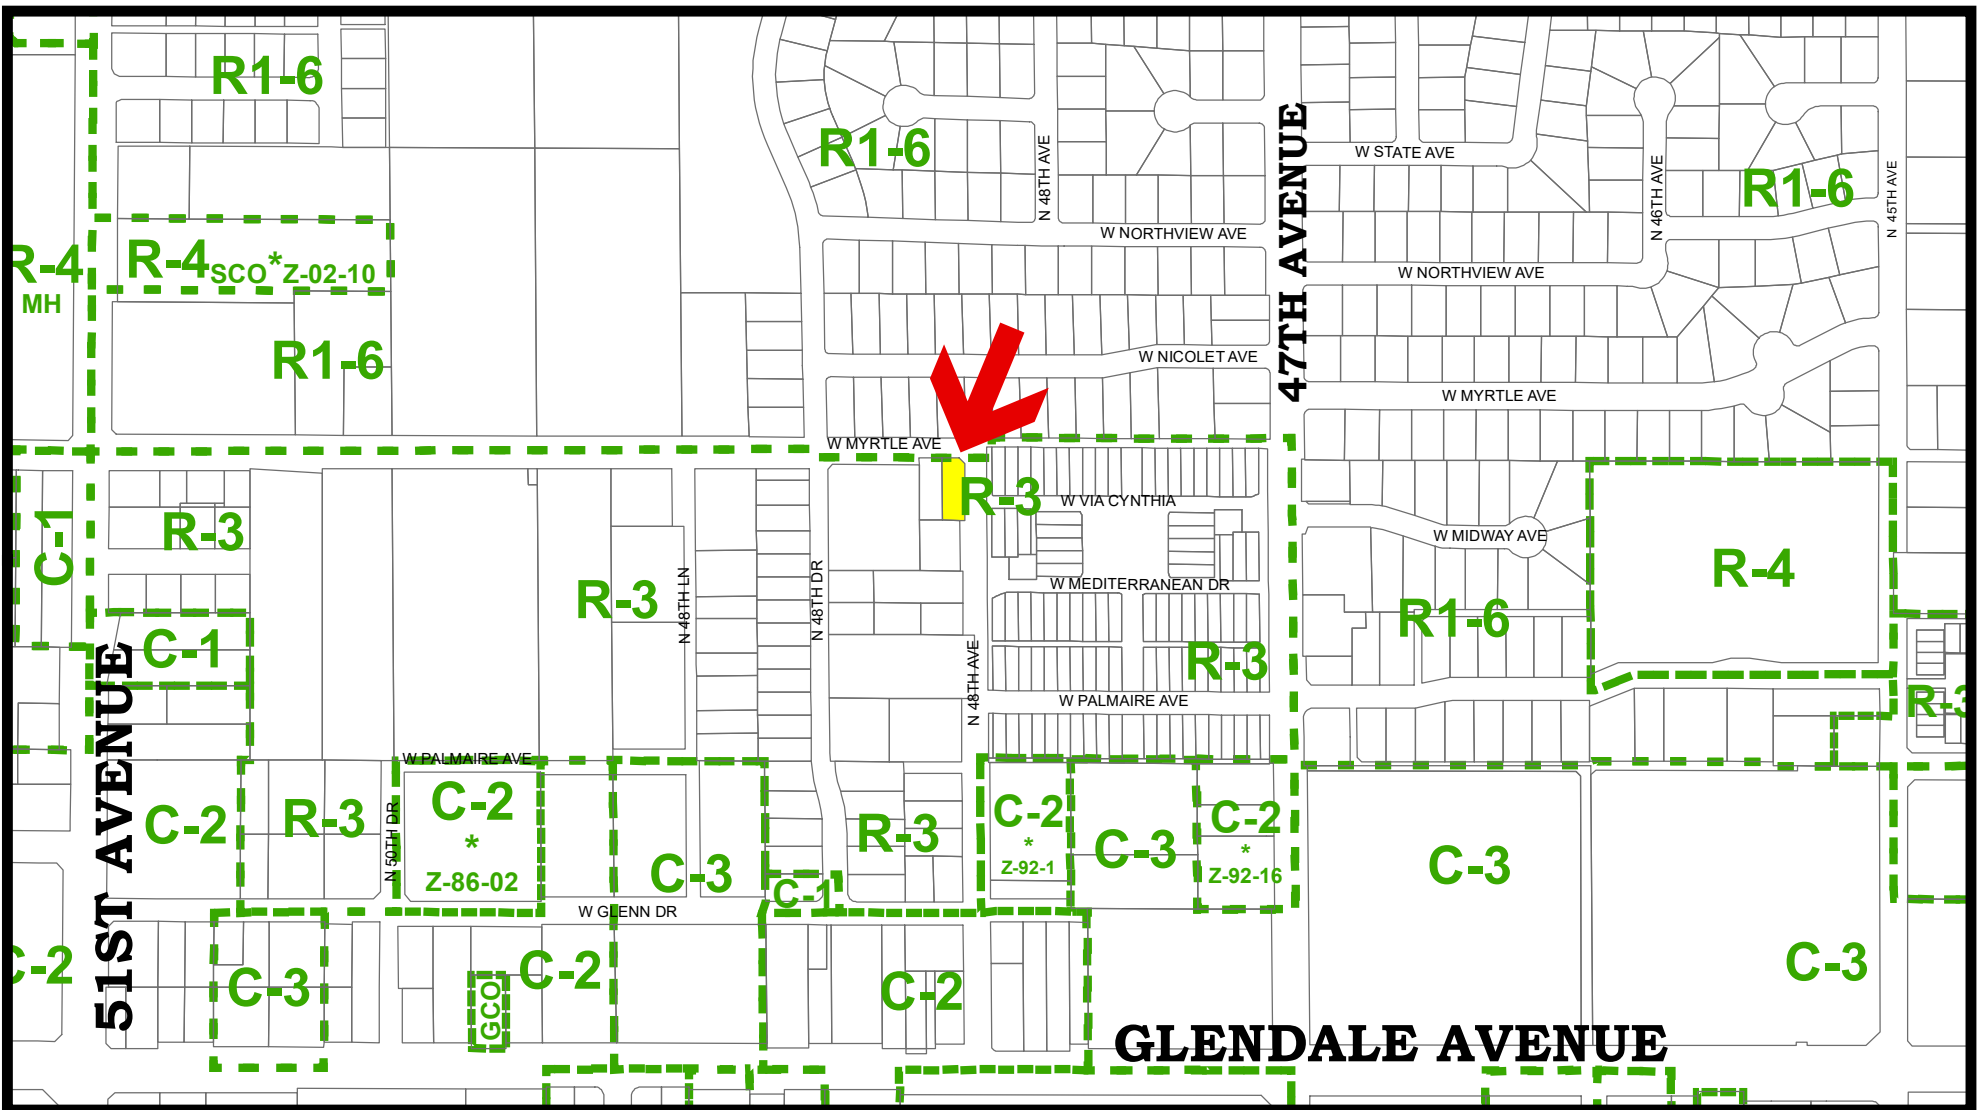 R1-6
R1-6
W STATE AVE
N 48TH AVE
47TH AVENUE
N 46TH AVE
R1-6
N 45TH AVE
W NORTHVIEW AVE
R-4
MH
R-4 SCO * Z-02-10
W NORTHVIEW AVE
R1-6
W NICOLET AVE
W MYRTLE AVE
W MYRTLE AVE
R-3
W VIA CYNTHIA
C-1
R-3
W MIDWAY AVE
R-4
W MEDITERRANEAN DR
R-3
N 48TH LN
N 48TH DR
R1-6
C-1
R-3
N 48TH AVE
W PALMAIRE AVE
R-3
51ST AVENUE
W PALMAIRE AVE
C-2
R-3
N 50TH DR
C-2
*
Z-86-02
C-3
R-3
C-1
C-2
*
Z-92-1
C-3
C-2
*
Z-92-16
C-3
W GLENN DR
C-2
C-3
GCO
C-2
C-2
C-3
GLENDALE AVENUE